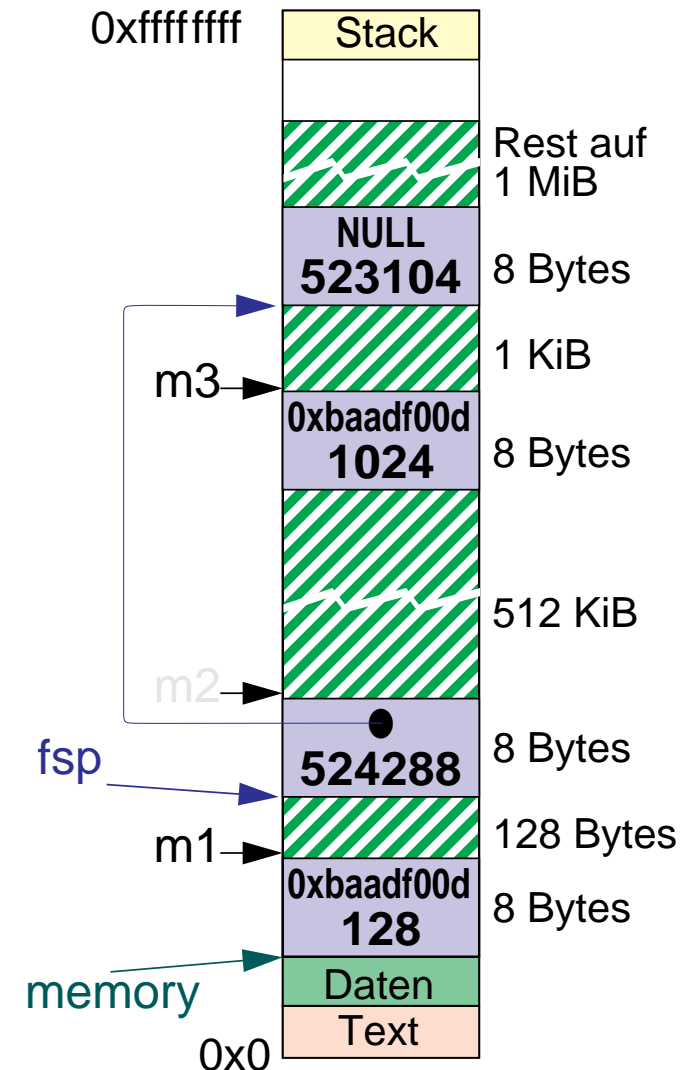 0xffffffff
Stack
Rest auf
1 MiB
NULL
523104
8 Bytes
1 KiB
m3
0xbaadf00d
1024
8 Bytes
512 KiB
m2
524288
8 Bytes
fsp
128 Bytes
m1
0xbaadf00d
128
8 Bytes
memory
Daten
Text
0x0